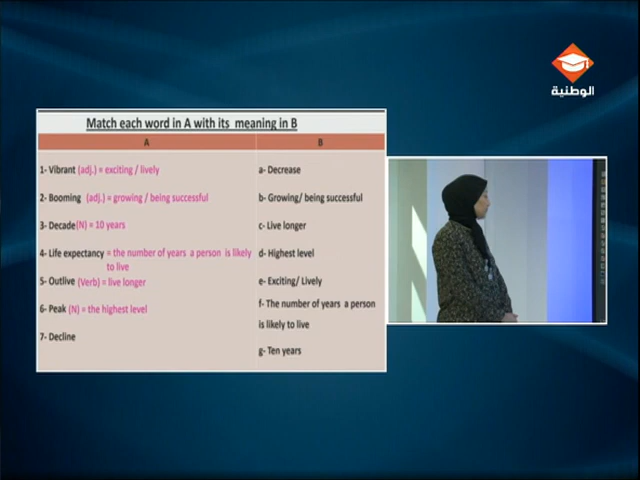 الوطنية
Match each word in A with its meaning in B
A B
1- Vibrant (adj.) = exciting / lively
a- Decrease
2- Booming (adj.) = growing / being successful
b- Growing/ being successful
3- Decade(N) = 10 years
c- Live longer
4- Life expectancy = the number of years a person is likely
to live
d- Highest level
5- Outlive (Verb) = live longer
e- Exciting/ Lively
6- Peak (N) = the highest level
f- The number of years a person
is likely to live
7- Decline
g- Ten years